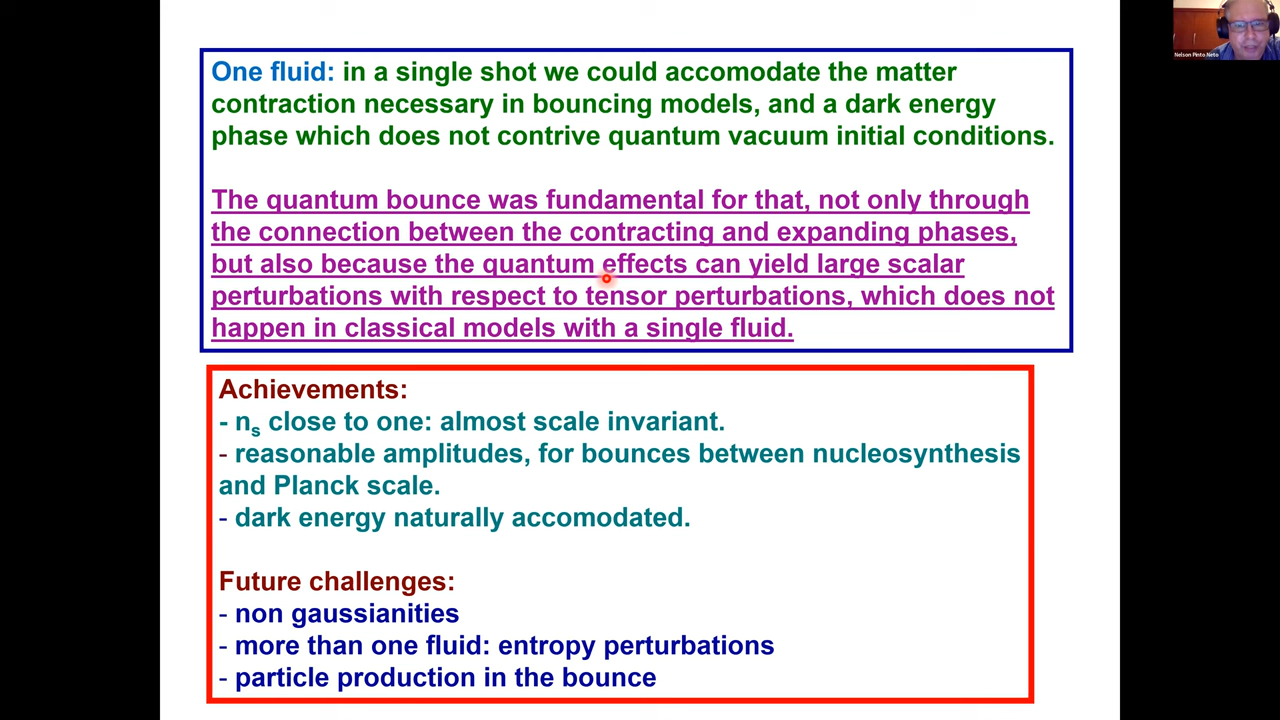 One fluid: in a single shot we could accomodate the matter
contraction necessary in bouncing models, and a dark energy
phase which does not contrive quantum vacuum initial conditions.
The quantum bounce was fundamental for that, not only through
the connection between the contracting and expanding phases,
but also because the quantum effects can yield large scalar
perturbations with respect to tensor perturbations, which does not
happen in classical models with a single fluid.
Achievements:
- ns close to one: almost scale invariant.
- reasonable amplitudes, for bounces between nucleosynthesis
and Planck scale.
- dark energy naturally accomodated.
Future challenges:
- non gaussianities
- more than one fluid: entropy perturbations
- particle production in the bounce
Nelson Pinto Neto